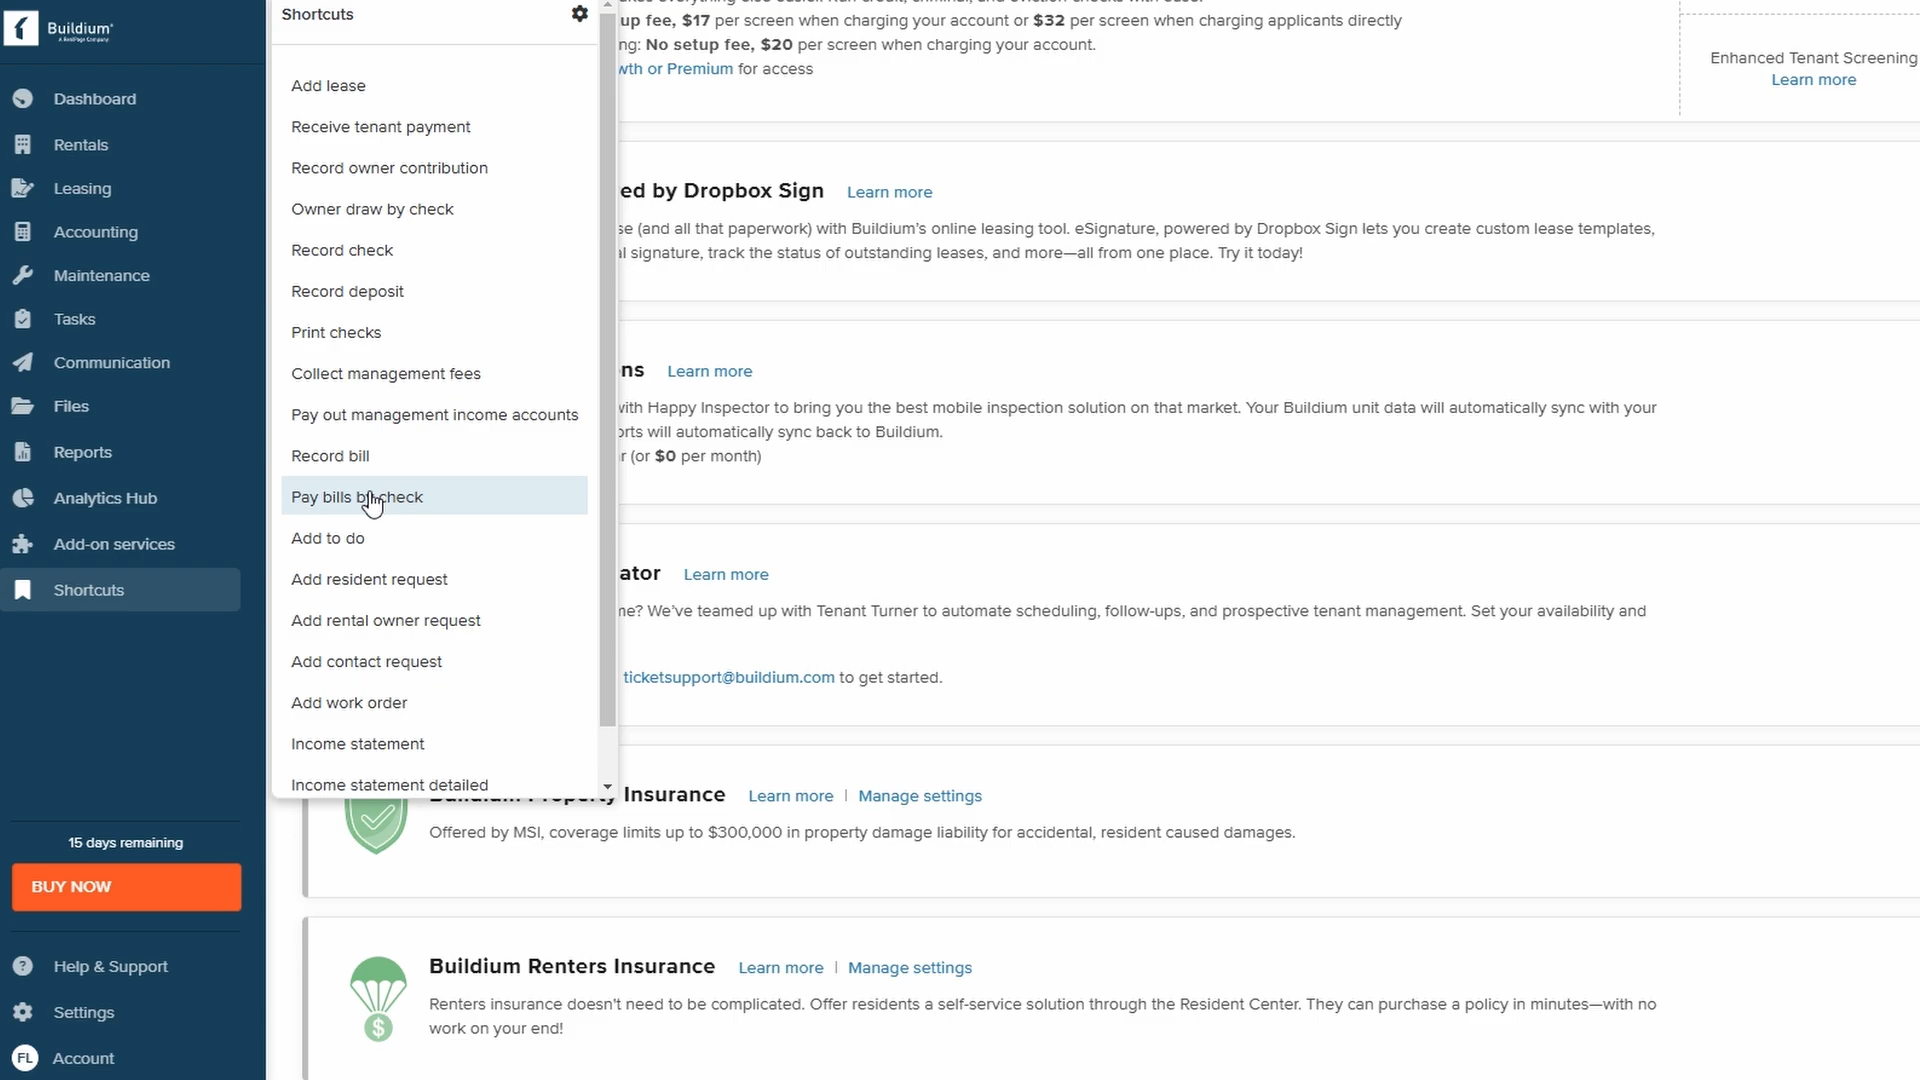 Buildium®
A RealPage Company
Dashboard
Rentals
Leasing
Accounting
Maintenance
Tasks
Communication
Files
Reports
Analytics Hub
Add-on services
Shortcuts
15 days remaining
BUY NOW
Help & Support
Settings
FL Account
Shortcuts
Add lease
Receive tenant payment
Record owner contribution
Owner draw by check
Record check
Record deposit
Print checks
Collect management fees
Pay out management income accounts
Record bill
Pay bills by check
Add to do
Add resident request
Add rental owner request
Add contact request
Add work order
Income statement
Income statement detailed
up fee, $17 per screen when charging your account or $32 per screen when charging applicants directly
ng: No setup fee, $20 per screen when charging your account.
wth or Premium for access
Enhanced Tenant Screening
Learn more
ed by Dropbox Sign Learn more
se (and all that paperwork) with Buildium's online leasing tool. eSignature, powered by Dropbox Sign lets you create custom lease templates,
al signature, track the status of outstanding leases, and more—all from one place. Try it today!
ns Learn more
with Happy Inspector to bring you the best mobile inspection solution on that market. Your Buildium unit data will automatically sync with your
orts will automatically sync back to Buildium.
r (or $0 per month)
ator Learn more
me? We've teamed up with Tenant Turner to automate scheduling, follow-ups, and prospective tenant management. Set your availability and
ticketsupport@buildium.com to get started.
Buildium Property Insurance Learn more | Manage settings
Offered by MSI, coverage limits up to $300,000 in property damage liability for accidental, resident caused damages.
Buildium Renters Insurance Learn more | Manage settings
Renters insurance doesn't need to be complicated. Offer residents a self-service solution through the Resident Center. They can purchase a policy in minutes—with no
work on your end!
$